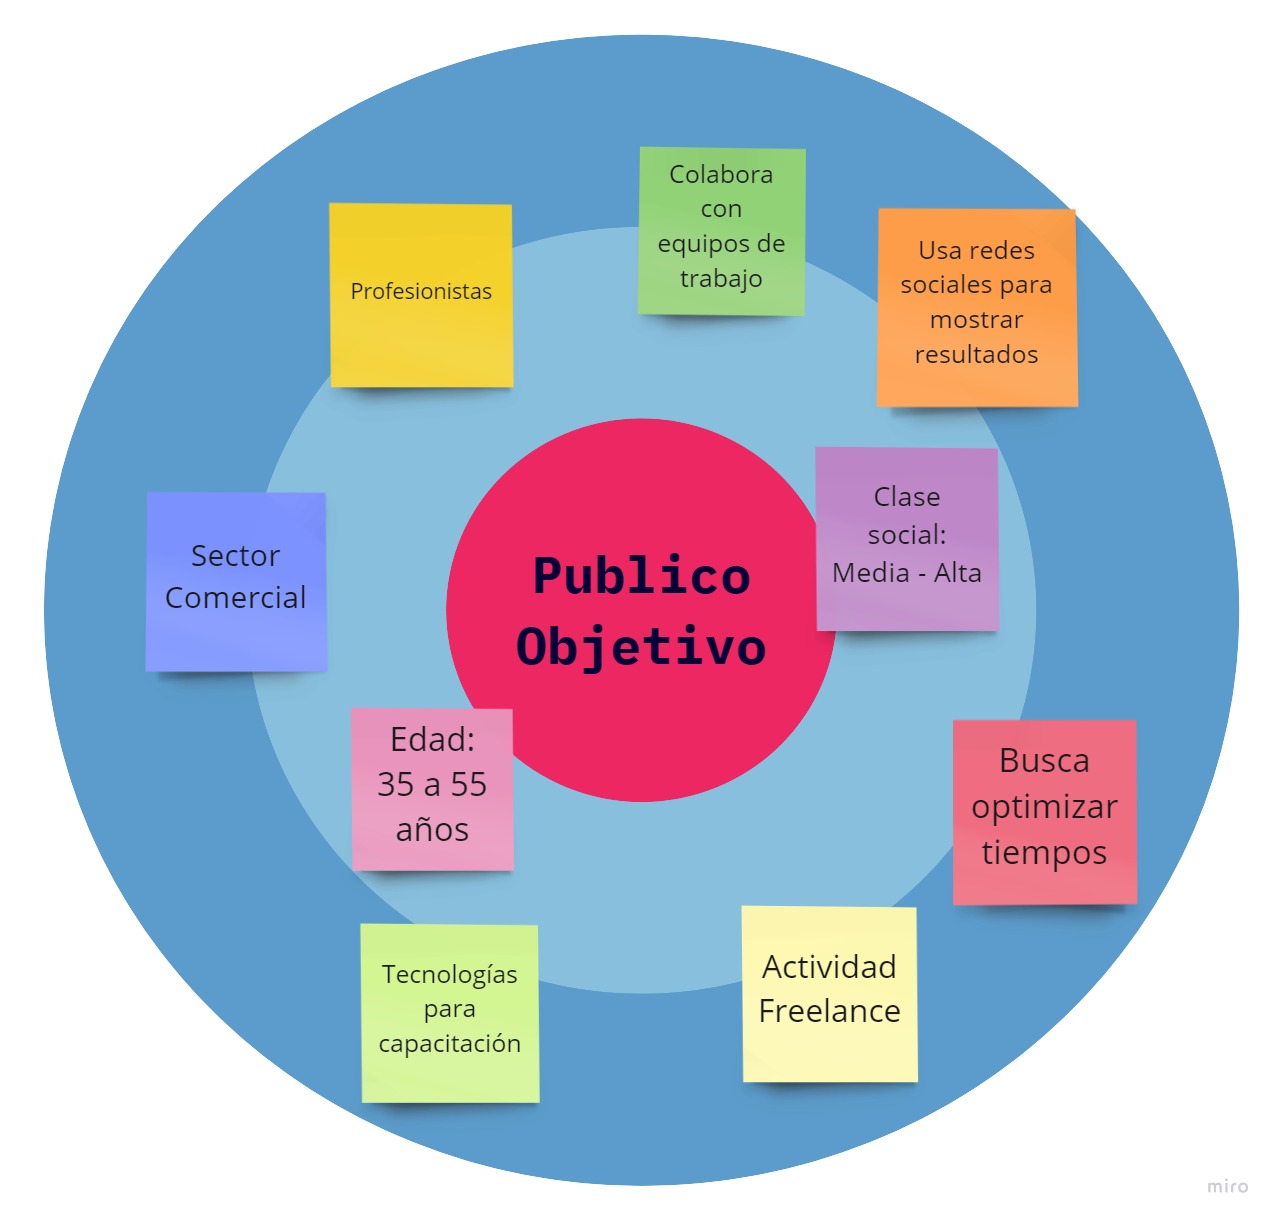 Colabora
con
equipos de
trabajo
Profesionistas
Usa redes
sociales para
mostrar
resultados
Clase
social:
Media - Alta
Sector
Comercial
Publico
Objetivo
Edad:
35 a 55
años
Busca
optimizar
tiempos
Tecnologías
para
capacitación
Actividad
Freelance
miro